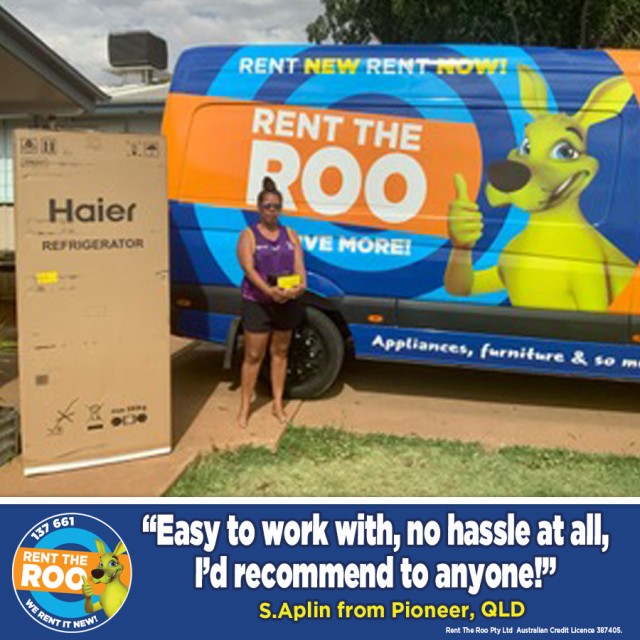 RENT NEW RENT NOW!
RENT THE
ROO
VE MORE!
Appliances, furniture & so m
Haier
REFRIGERATOR
137 661
RENT THE
ROO
WE RENT IT NEW!
“Easy to work with, no hassle at all,
I’d recommend to anyone!”
S.Aplin from Pioneer, QLD
Rent The Roo Pty Ltd Australian Credit Licence 387405.